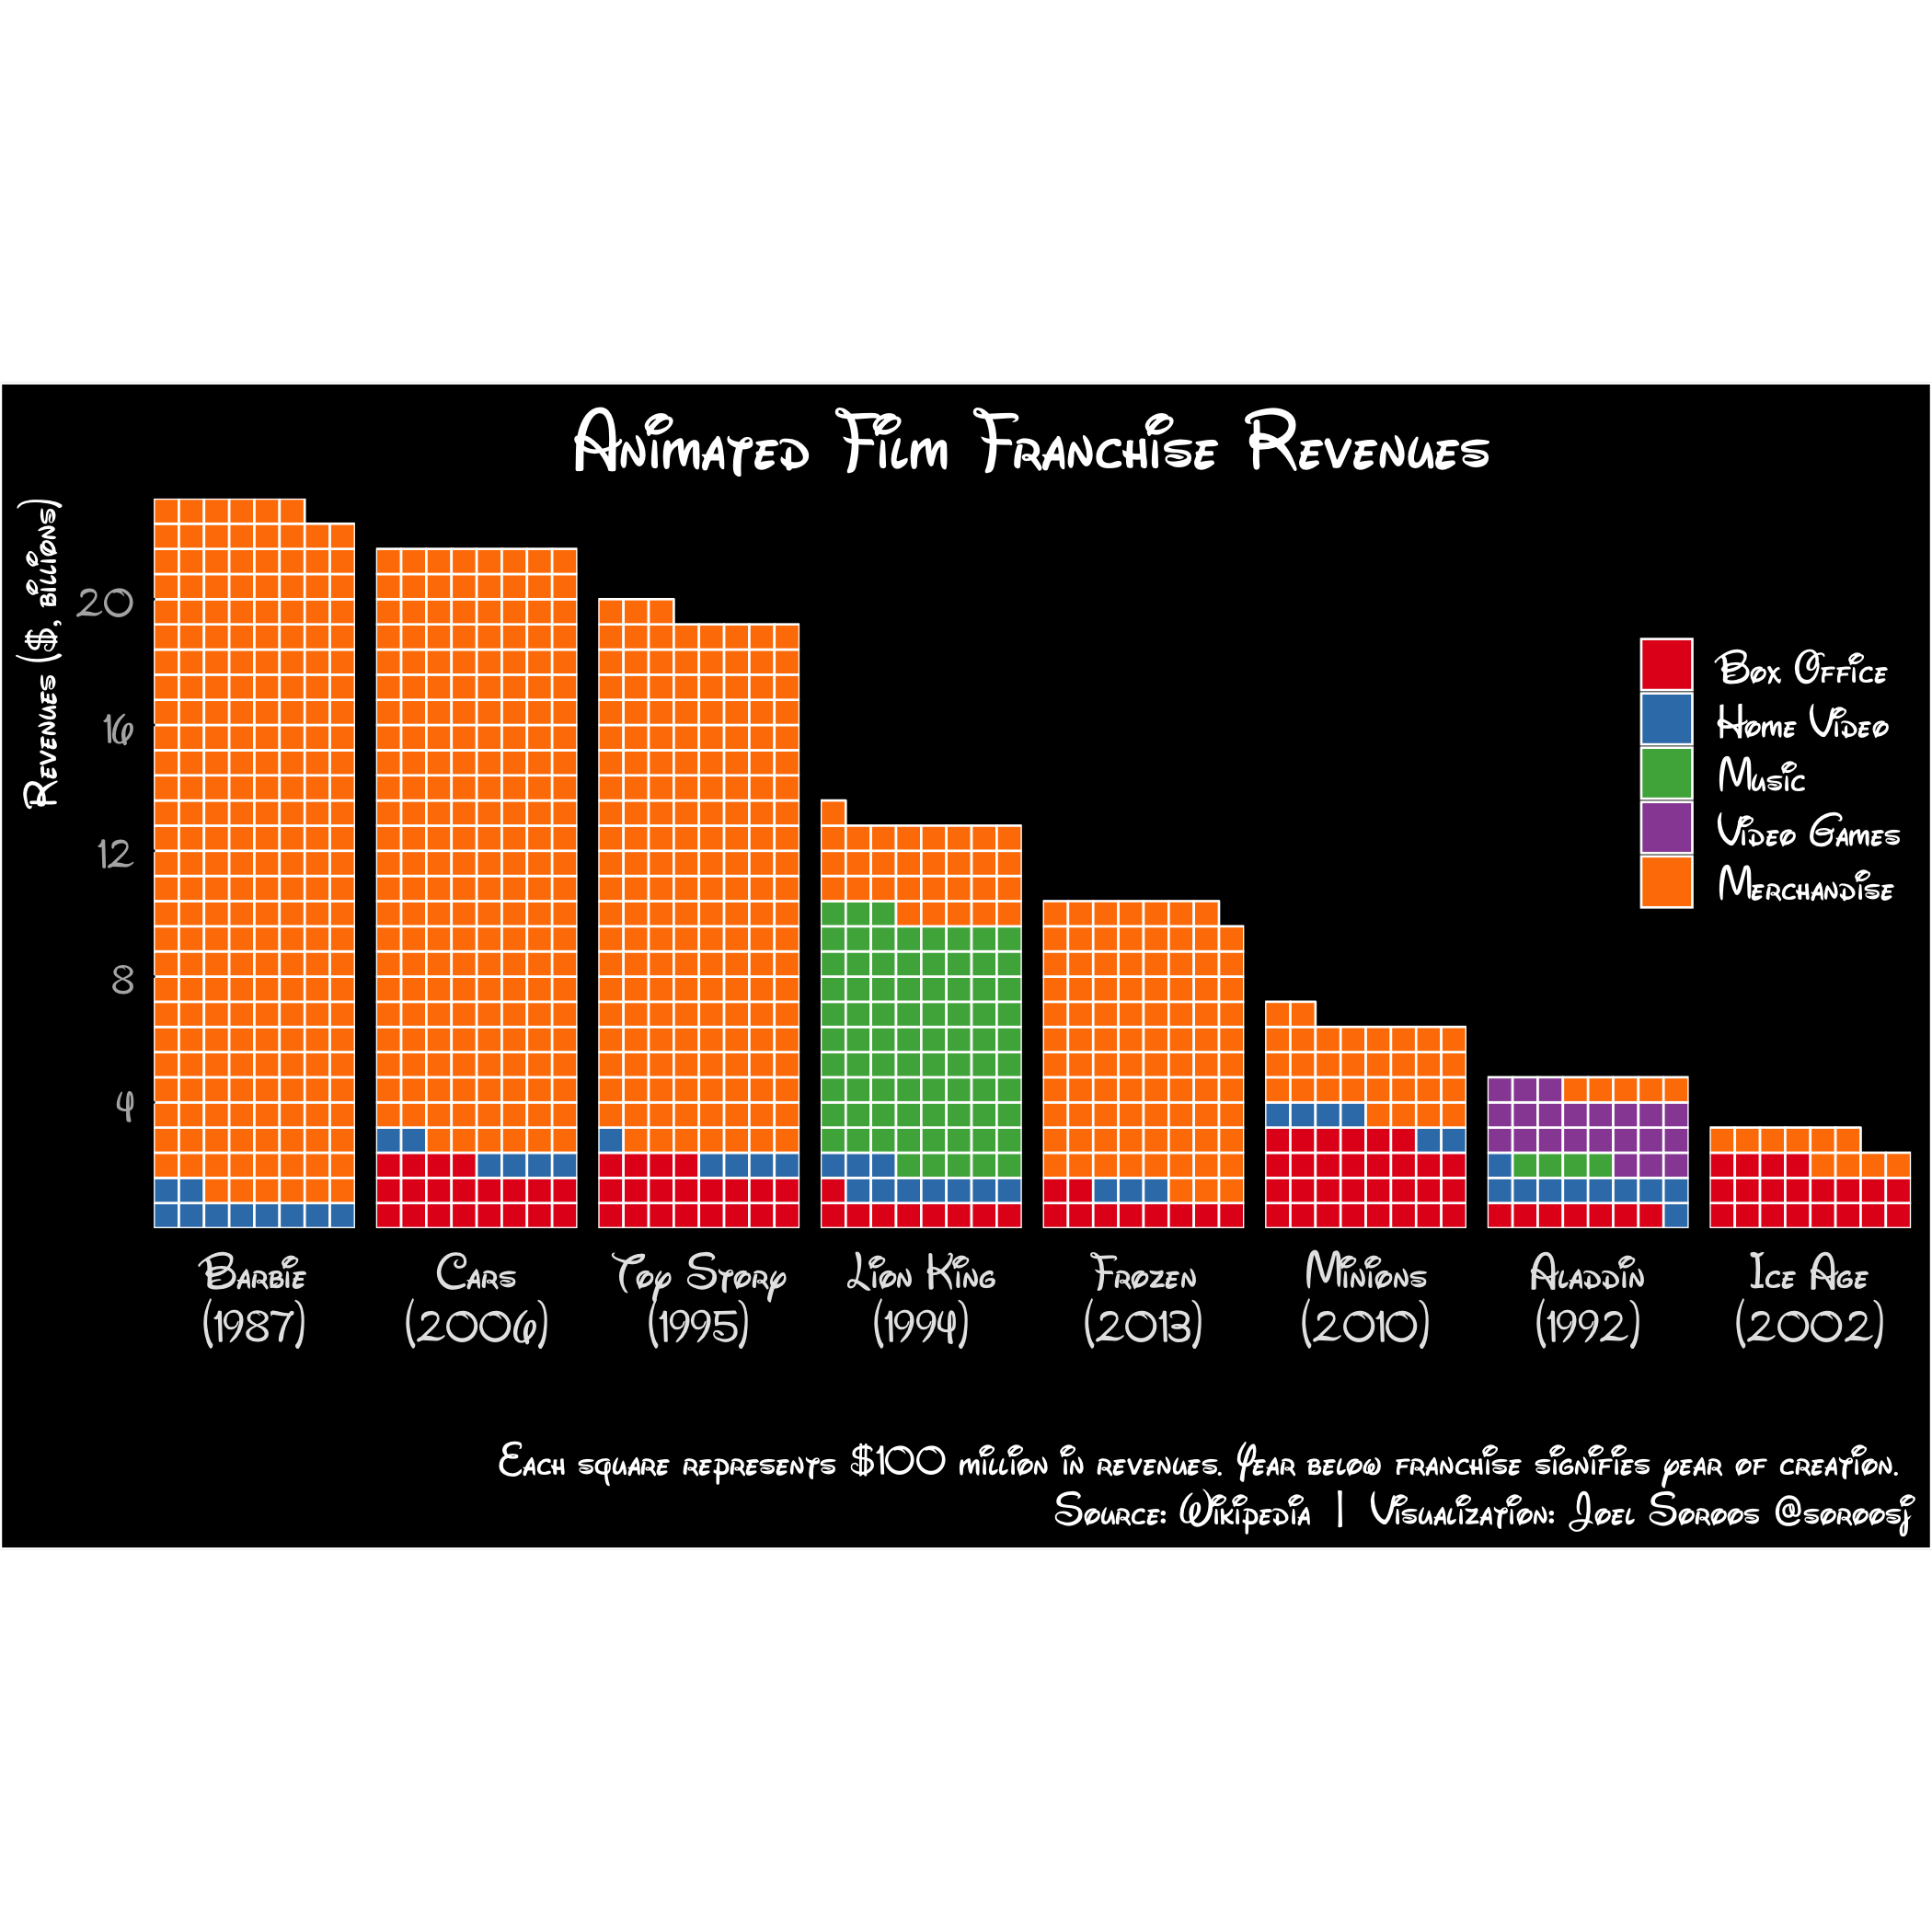 Animated Film Franchise Revenues
Revenues ($, billions)
20
16
12
8
4
Box Office
Home Video
Music
Video Games
Merchandise
Barbie
(1987)
Cars
(2006)
Toy Story
(1995)
Lion King
(1994)
Frozen
(2013)
Minions
(2010)
Aladdin
(1992)
Ice Age
(2002)
Each square represents $100 million in revenues. Year below franchise signifies year of creation.
Source: Wikipedia | Visualization: Joel Soroos @soroosj